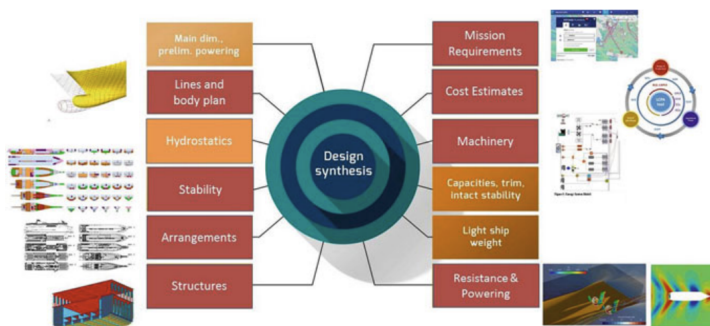 Main dim.,
prelim. powering
Lines and
body plan
Hydrostatics
Stability
Arrangements
Structures
Design
synthesis
Mission
Requirements
Cost Estimates
Machinery
Capacities, trim,
intact stability
Light ship
weight
Resistance &
Powering